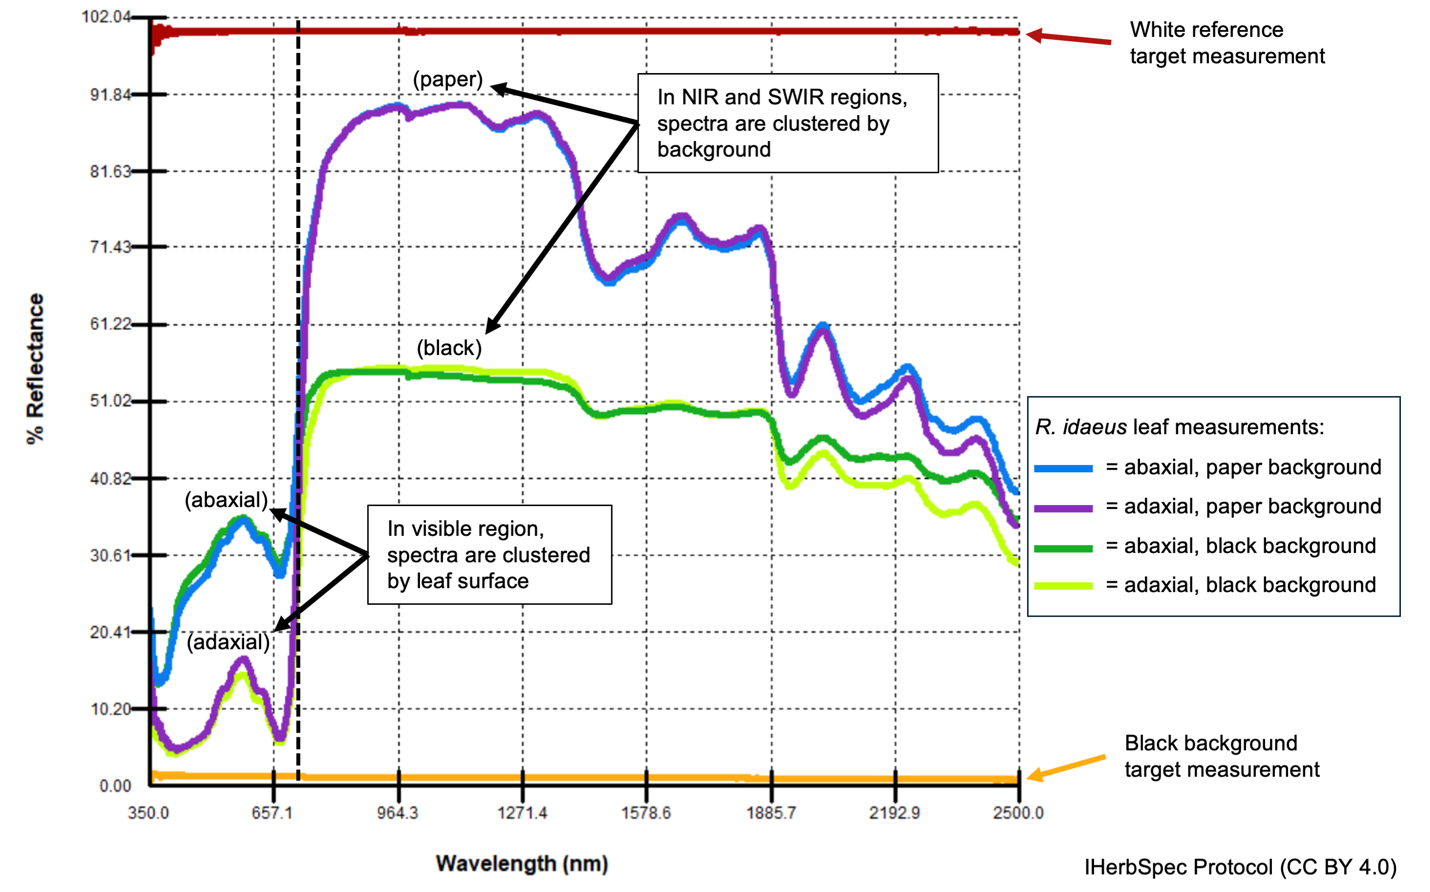 102.04
91.84
81.63
71.43
61.22
51.02
40.82
30.61
20.41
10.20
0.00
% Reflectance
350.0
657.1
964.3
1271.4
1578.6
1885.7
2192.9
2500.0
Wavelength (nm)
White reference
target measurement
(paper)
In NIR and SWIR regions,
spectra are clustered by
background
(black)
(abaxial)
In visible region,
spectra are clustered
by leaf surface
(adaxial)
R. idaeus leaf measurements:
= abaxial, paper background
= adaxial, paper background
= abaxial, black background
= adaxial, black background
Black background
target measurement
IHerbSpec Protocol (CC BY 4.0)